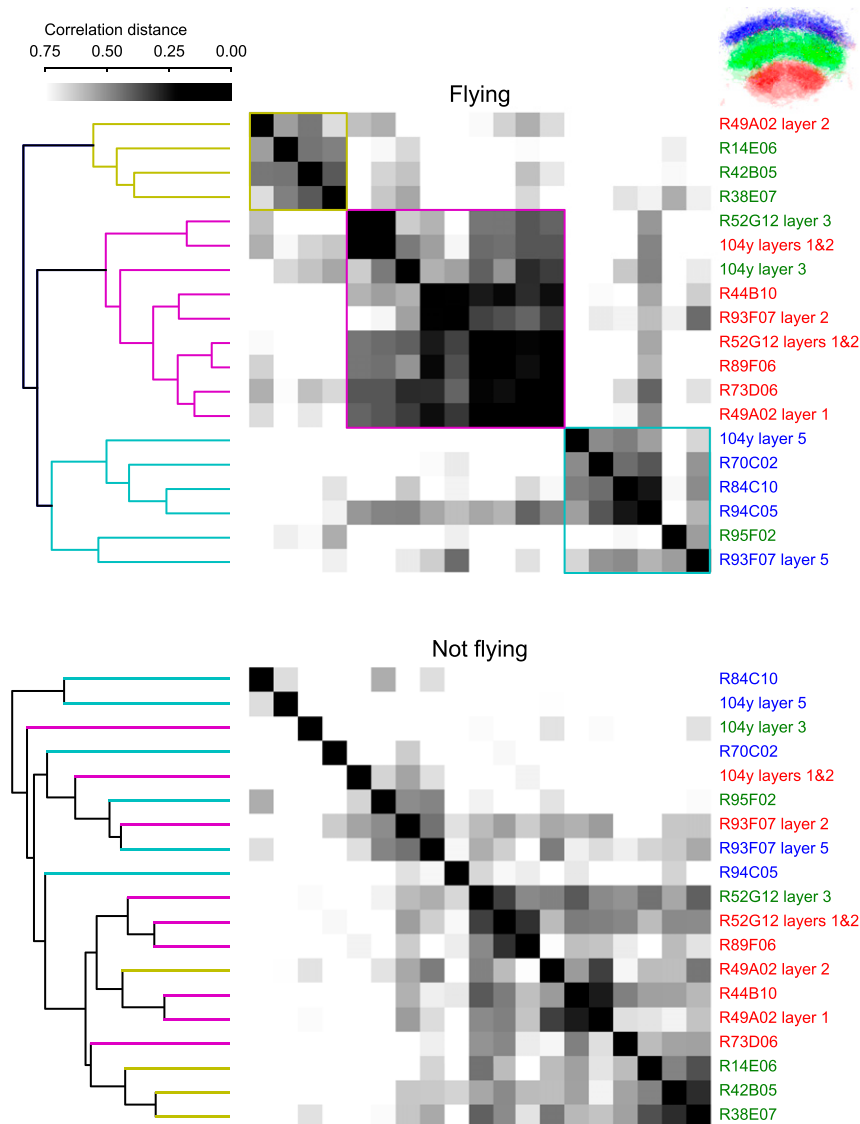 Correlation distance
0.75 0.50 0.25 0.00
Flying
R49A02 layer 2
R14E06
R42B05
R38E07
R52G12 layer 3
104y layers 1&2
104y layer 3
R44B10
R93F07 layer 2
R52G12 layers 1&2
R89F06
R73D06
R49A02 layer 1
104y layer 5
R70C02
R84C10
R94C05
R95F02
R93F07 layer 5
Not flying
R84C10
104y layer 5
104y layer 3
R70C02
104y layers 1&2
R95F02
R93F07 layer 2
R93F07 layer 5
R94C05
R52G12 layer 3
R52G12 layers 1&2
R89F06
R49A02 layer 2
R44B10
R49A02 layer 1
R73D06
R14E06
R42B05
R38E07